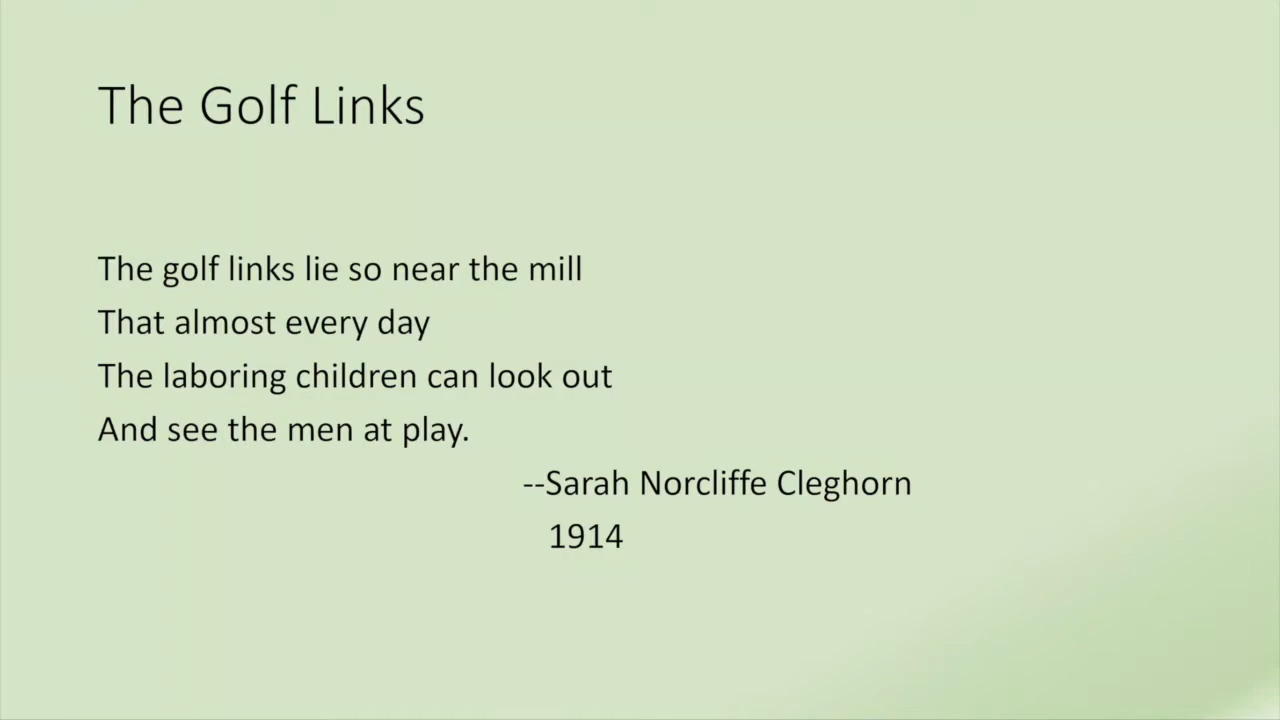 The Golf Links
The golf links lie so near the mill
That almost every day
The laboring children can look out
And see the men at play.
--Sarah Norcliffe Cleghorn
1914